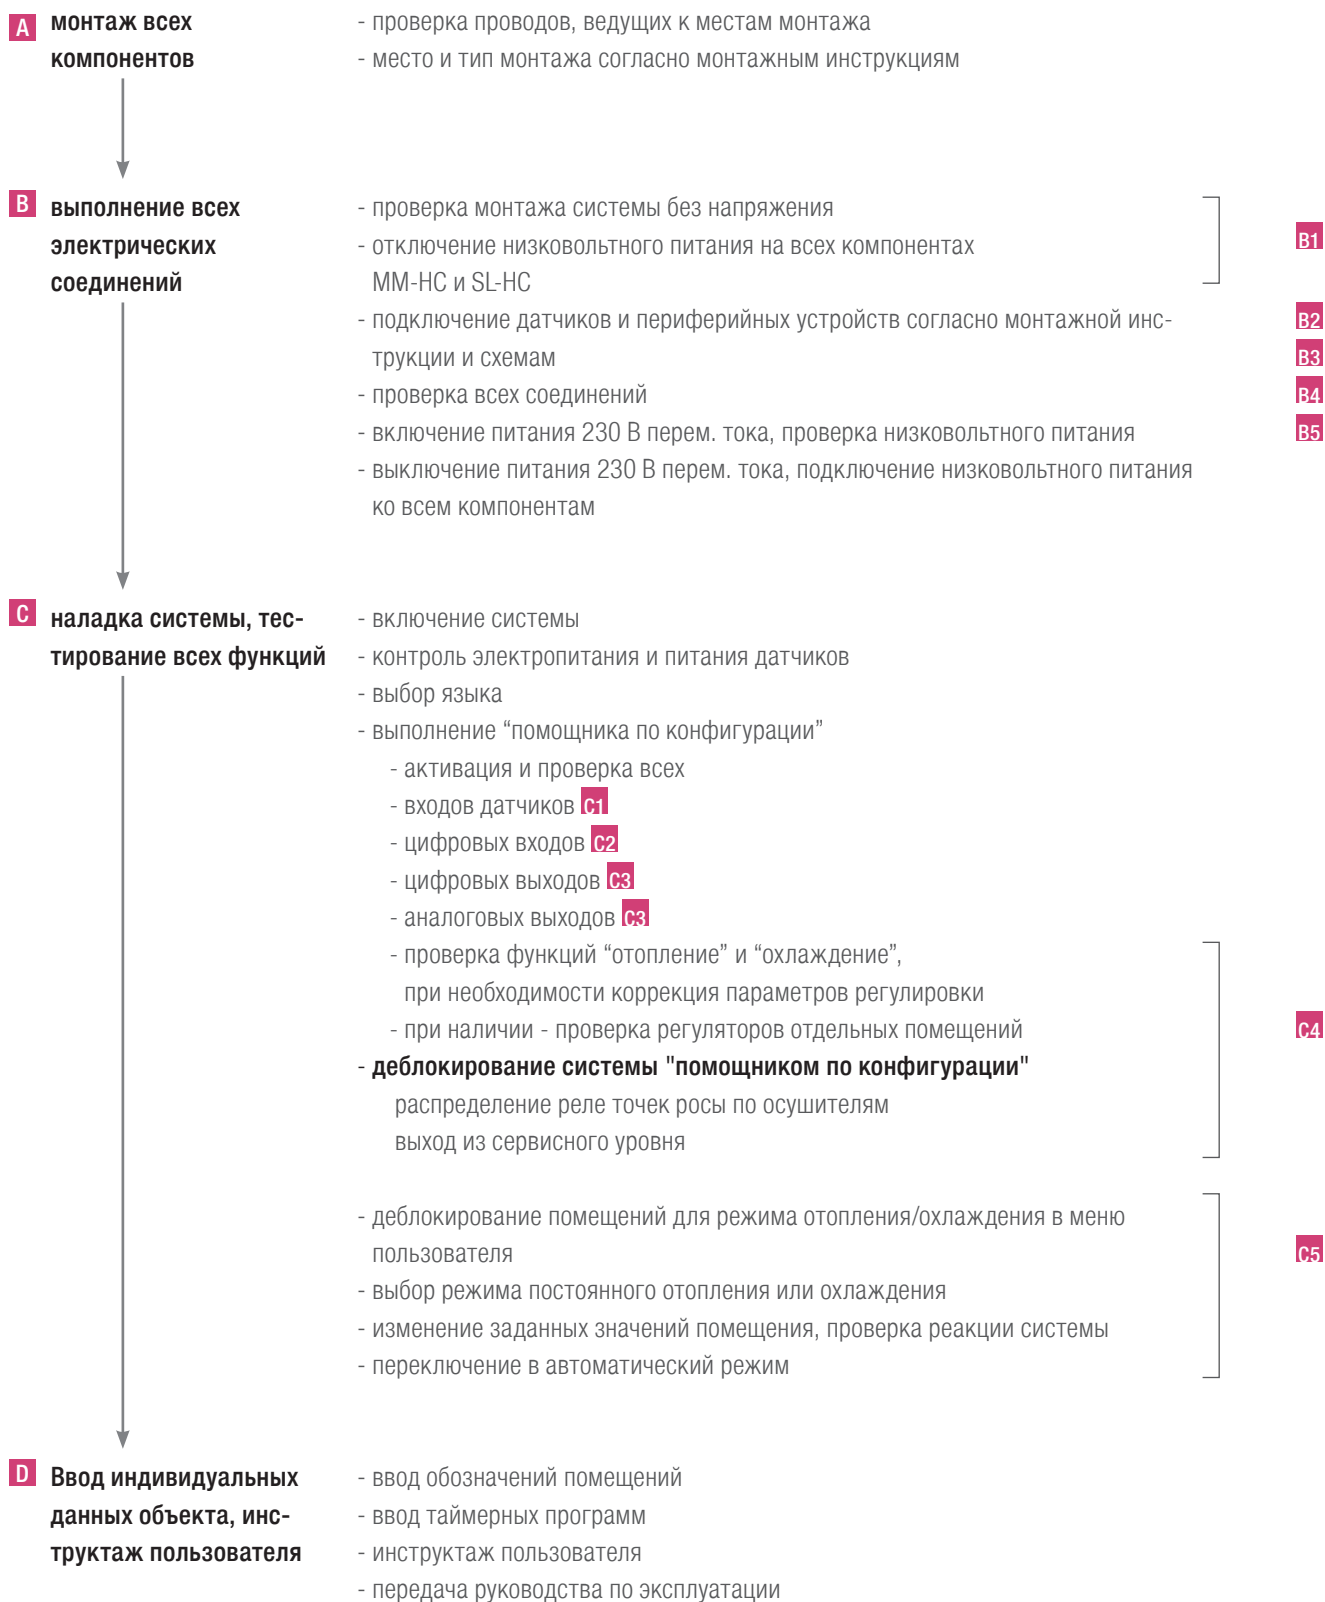 A монтаж всех - проверка проводов, ведущих к местам монтажа
компонентов - место и тип монтажа согласно монтажным инструкциям
B выполнение всех - проверка монтажа системы без напряжения
электрических - отключение низковольтного питания на всех компонентах B1
соединений MM-HC и SL-HC
- подключение датчиков и периферийных устройств согласно монтажной инс- B2
трукции и схемам B3
- проверка всех соединений B4
- включение питания 230 В перем. тока, проверка низковольтного питания B5
- выключение питания 230 В перем. тока, подключение низковольтного питания
ко всем компонентам
C наладка системы, тес- - включение системы
тирование всех функций - контроль электропитания и питания датчиков
- выбор языка
- выполнение “помощника по конфигурации”
- активация и проверка всех
- входов датчиков C1
- цифровых входов C2
- цифровых выходов C3
- аналоговых выходов C3
- проверка функций “отопление” и “охлаждение”,
при необходимости коррекция параметров регулировки
- при наличии - проверка регуляторов отдельных помещений C4
- деблокирование системы "помощником по конфигурации"
распределение реле точек росы по осушителям
выход из сервисного уровня
- деблокирование помещений для режима отопления/охлаждения в меню
пользователя C5
- выбор режима постоянного отопления или охлаждения
- изменение заданных значений помещения, проверка реакции системы
- переключение в автоматический режим
D Ввод индивидуальных - ввод обозначений помещений
данных объекта, инс- - ввод таймерных программ
труктаж пользователя - инструктаж пользователя
- передача руководства по эксплуатации